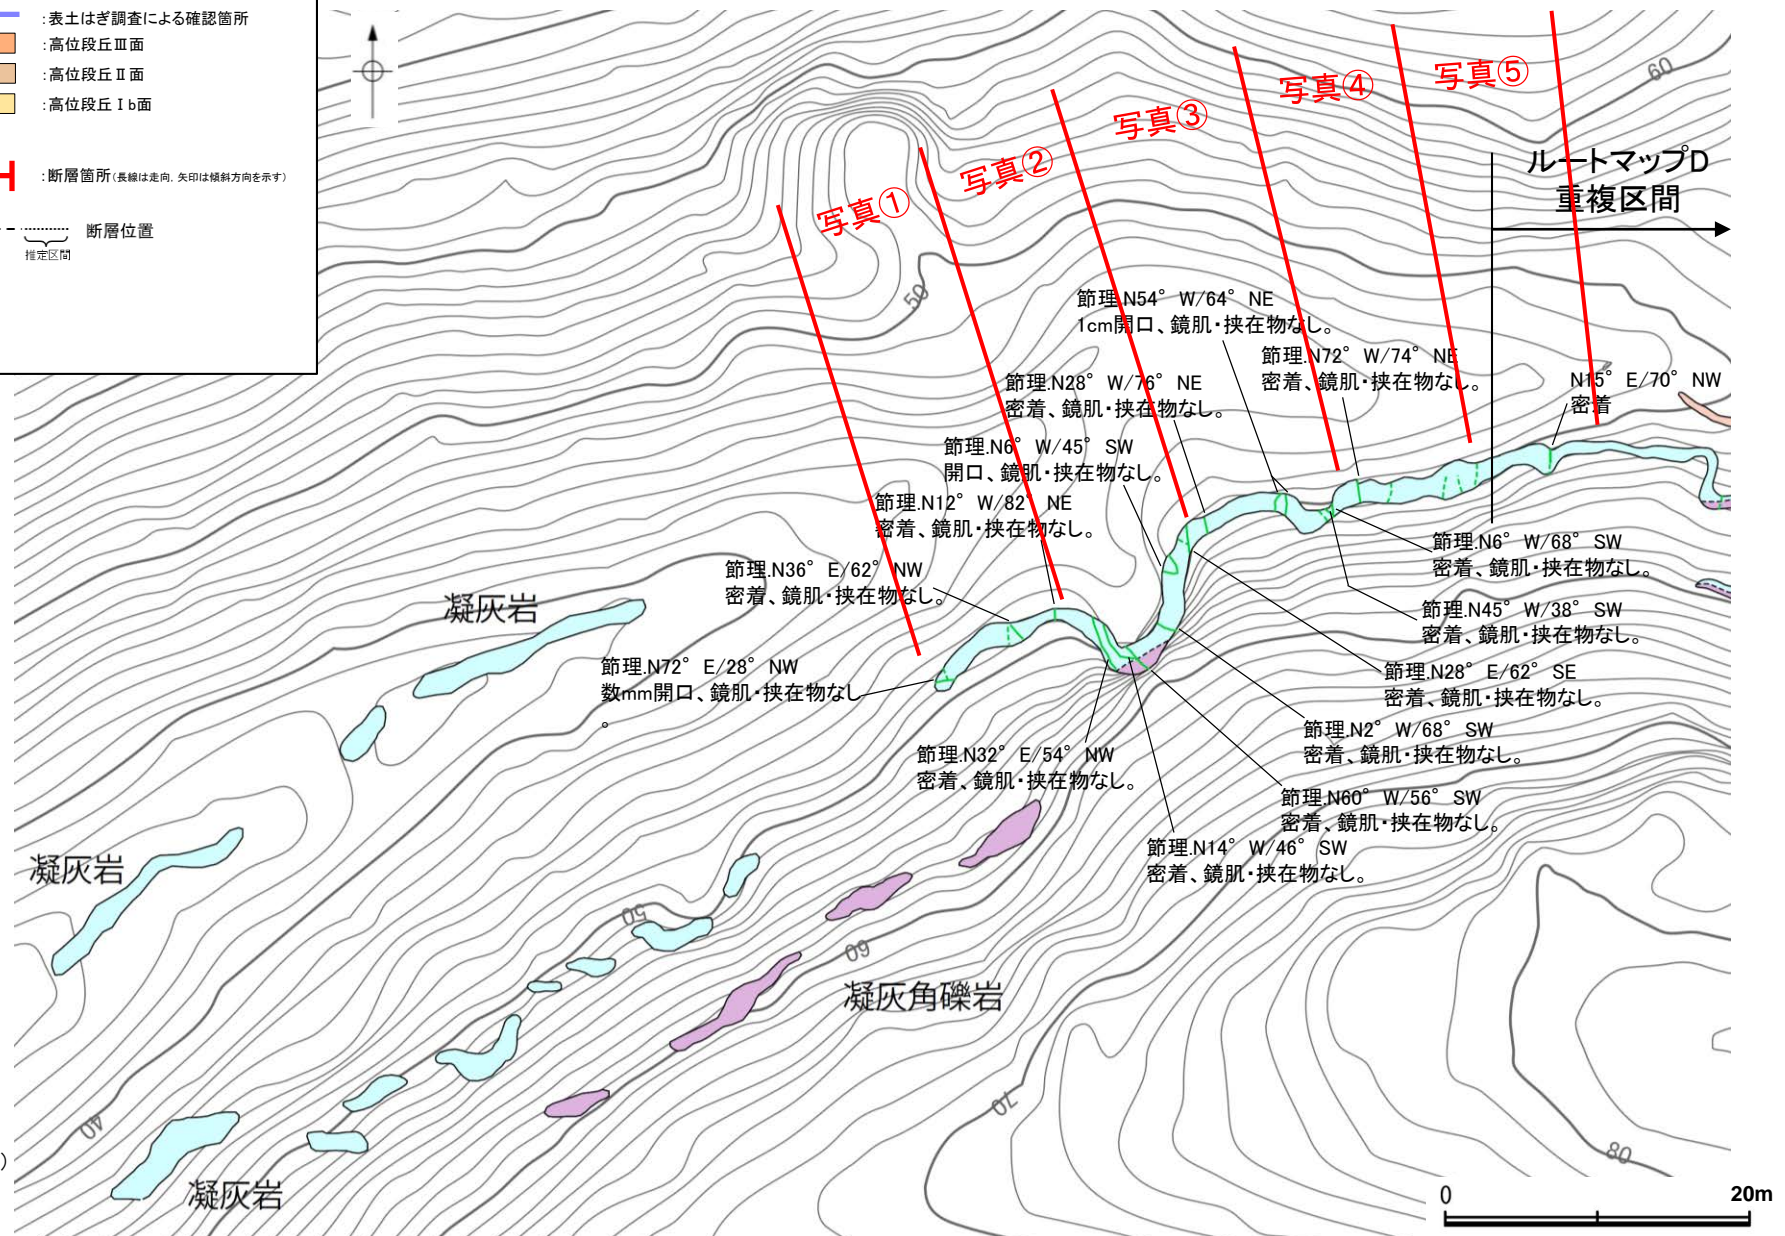 :表土はぎ調査による確認箇所
:高位段丘Ⅲ面
:高位段丘Ⅱ面
:高位段丘Ⅰb面
:断層箇所(長線は走向、矢印は傾斜方向を示す)
断層位置
推定区間
写真①
写真②
写真③
写真④
写真⑤
60
ルートマップD
重複区間
50
節理.N54°W/64°NE
1cm開口、鏡肌・挟在物なし。
節理.N72°W/74°NE
密着、鏡肌・挟在物なし。
N15°E/70°NW
密着
節理.N28°W/76°NE
密着、鏡肌・挟在物なし。
節理.N6°W/45°SW
開口、鏡肌・挟在物なし。
節理.N12°W/82°NE
密着、鏡肌・挟在物なし。
節理.N6°W/68°SW
密着、鏡肌・挟在物なし。
節理.N36°E/62°NW
密着、鏡肌・挟在物なし。
凝灰岩
節理.N45°W/38°SW
密着、鏡肌・挟在物なし。
節理.N72°E/28°NW
数mm開口、鏡肌・挟在物なし
。
節理.N28°E/62°SE
密着、鏡肌・挟在物なし。
節理.N2°W/68°SW
密着、鏡肌・挟在物なし。
節理.N32°E/54°NW
密着、鏡肌・挟在物なし。
節理.N60°W/56°SW
密着、鏡肌・挟在物なし。
節理.N14°W/46°SW
密着、鏡肌・挟在物なし。
凝灰岩
50
60
凝灰角礫岩
70
40
80
)
凝灰岩
0
20m